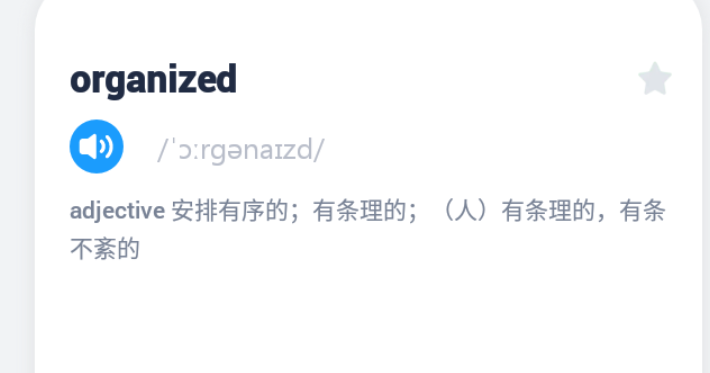 organized
/ˈɔːrɡənaɪzd/
adjective 安排有序的；有条理的；（人）有条理的，有条
不紊的